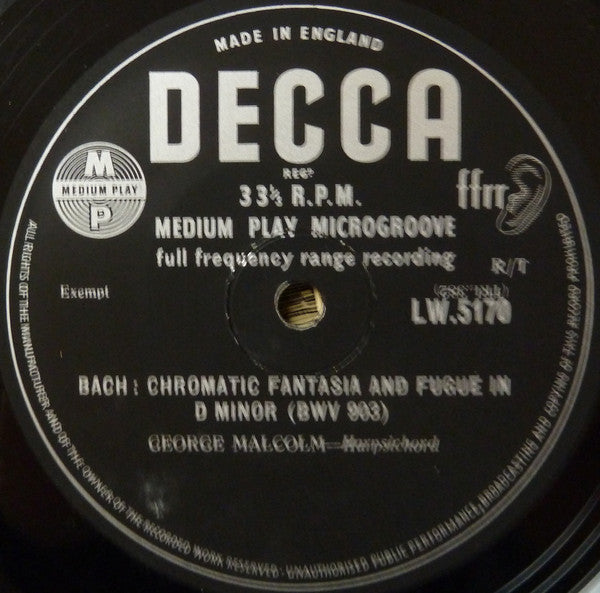 MADE IN ENGLAND
DECCA
REGD
33⅓ R.P.M.
M
MEDIUM PLAY
P
ffrr
MEDIUM PLAY MICROGROOVE
full frequency range recording
R/T
Exempt
LW.5170
BACH : CHROMATIC FANTASIA AND FUGUE IN
D MINOR (BWV 903)
GEORGE MALCOLM—Harpsichord
ALL RIGHTS OF THE MANUFACTURER AND OF THE OWNER OF THE RECORDED WORK RESERVED · UNAUTHORISED PUBLIC PERFORMANCE, BROADCASTING AND COPYING OF THIS RECORD PROHIBITED